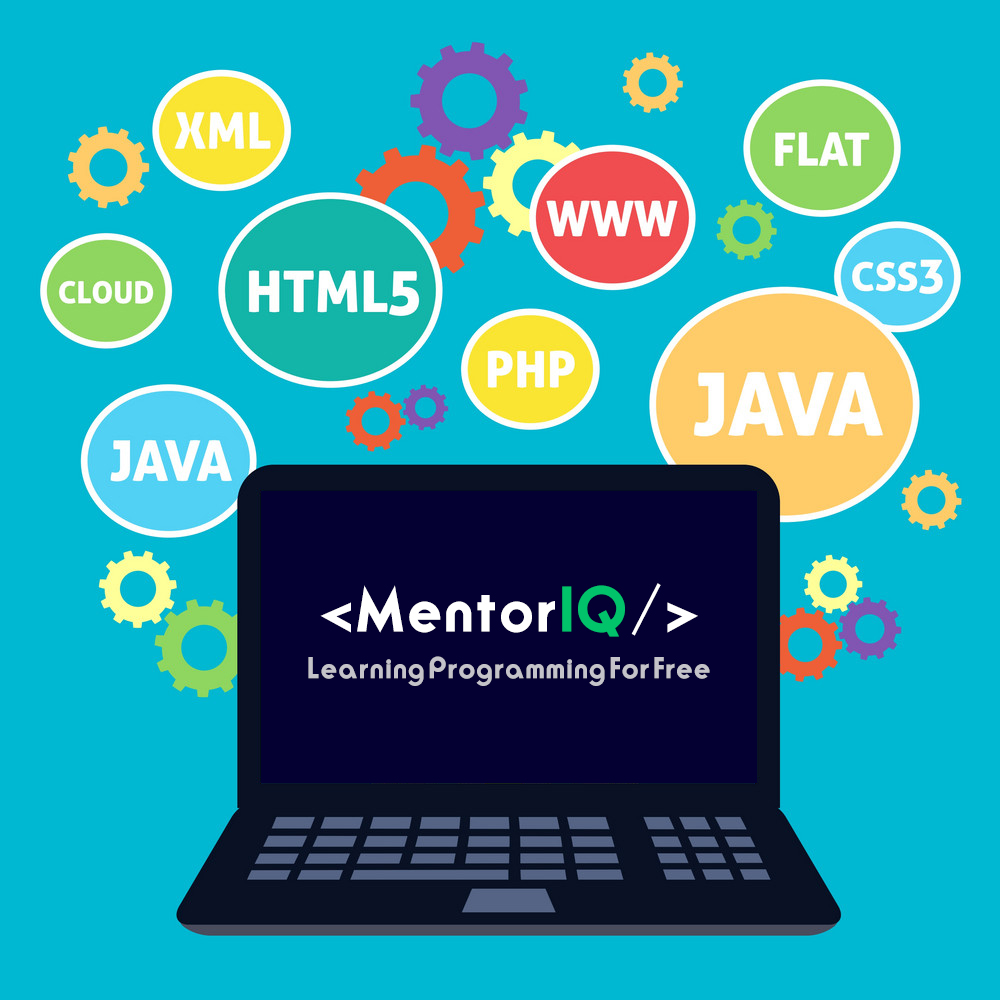 XML
FLAT
WWW
CSS3
CLOUD
HTML5
PHP
JAVA
JAVA
<MentorIQ/>
Learning Programming For Free